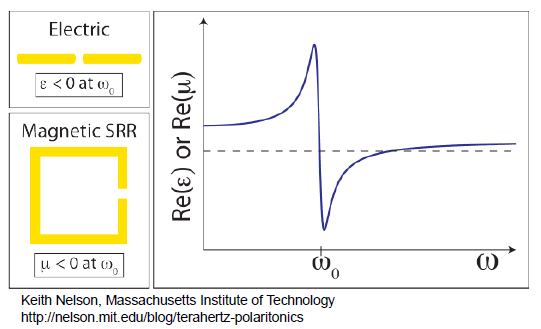 Electric
ε < 0 at ω₀
Magnetic SRR
μ < 0 at ω₀
Re(ε) or Re(μ)
ω₀
ω
Keith Nelson, Massachusetts Institute of Technology
http://nelson.mit.edu/blog/terahertz-polaritonics